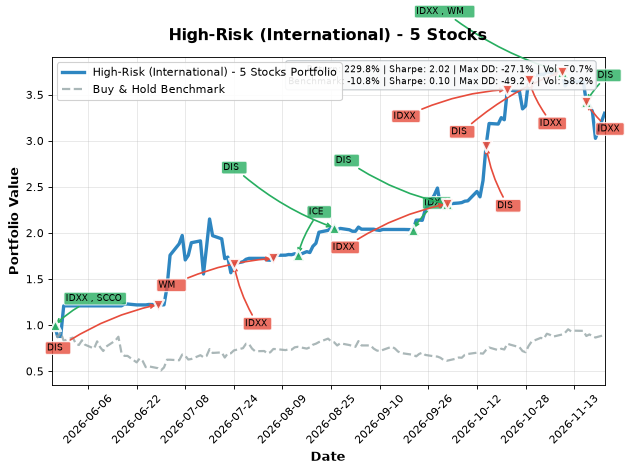 IDXX , WM
High-Risk (International) - 5 Stocks
High-Risk (International) - 5 Stocks Portfolio
Buy & Hold Benchmark
229.8% | Sharpe: 2.02 | Max DD: -27.1% | Vol: 70.7%
-10.8% | Sharpe: 0.10 | Max DD: -49.2% | Vol: 58.2%
DIS
IDXX
DIS
IDXX
IDXX
DIS
DIS
ICE
IDXX
DIS
IDXX
WM
IDXX , SCCO
IDXX
DIS
Portfolio Value
3.5
3.0
2.5
2.0
1.5
1.0
0.5
2026-06-06
2026-06-22
2026-07-08
2026-07-24
2026-08-09
2026-08-25
2026-09-10
2026-09-26
2026-10-12
2026-10-28
2026-11-13
Date